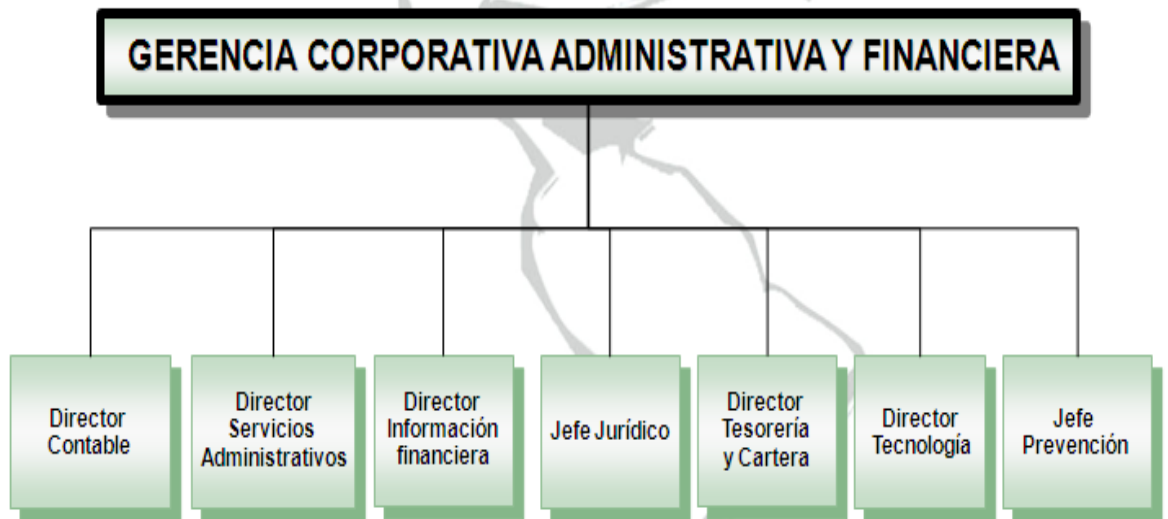 GERENCIA CORPORATIVA ADMINISTRATIVA Y FINANCIERA
Director
Contable
Director
Servicios
Administrativos
Director
Información
financiera
Jefe Jurídico
Director
Tesorería
y Cartera
Director
Tecnología
Jefe
Prevención